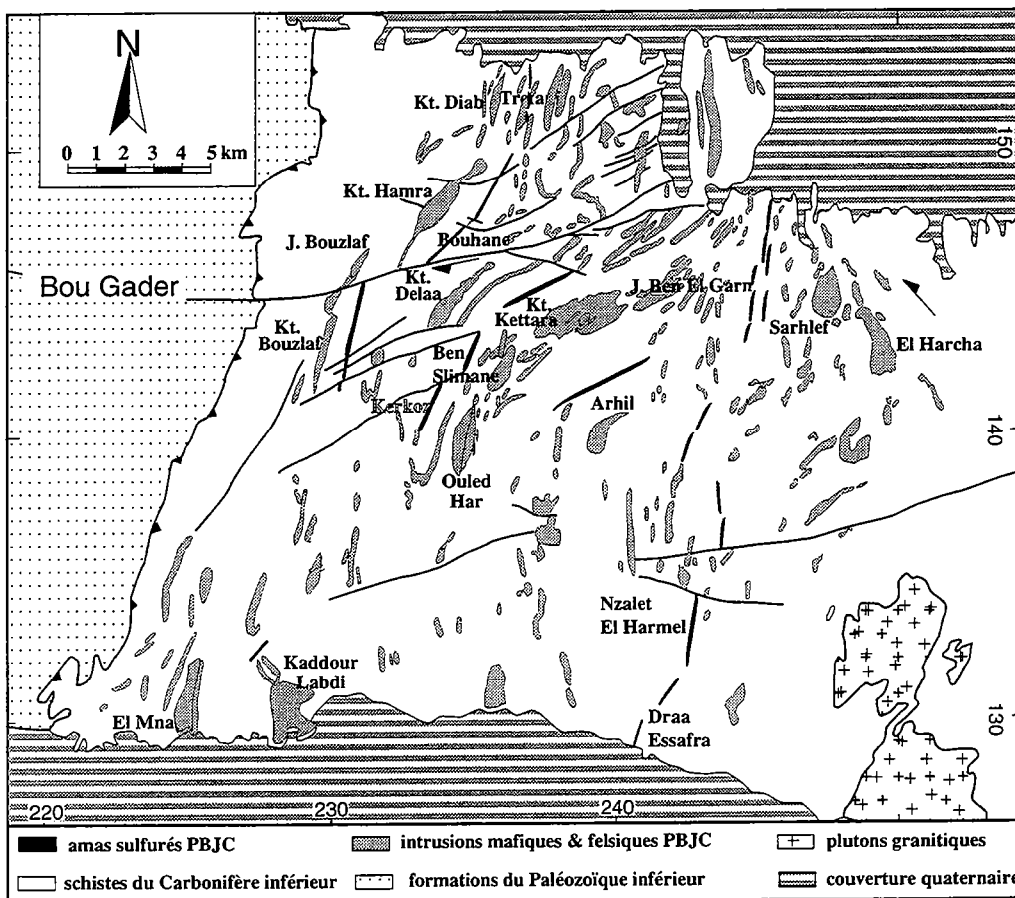 N
0 1 2 3 4 5 km
Kt. Diab
150
Kt. Hamra
J. Bouzlaf
Bouhane
Bou Gader
Kt.
Delaa
J. Ben El Garn
Kt.
Kettara
Sarhlef
Kt.
Bouzlaf
El Harcha
Ben
Slimane
Kerkoz
Arhil
140
Ouled
Har
Nzalet
El Harmel
Kaddour
Labdi
El Mna
Draa
Essafra
130
220
230
240
amas sulfurés PBJC
intrusions mafiques & felsiques PBJC
plutons granitiques
schistes du Carbonifère inférieur
formations du Paléozoïque inférieur
couverture quaternaire